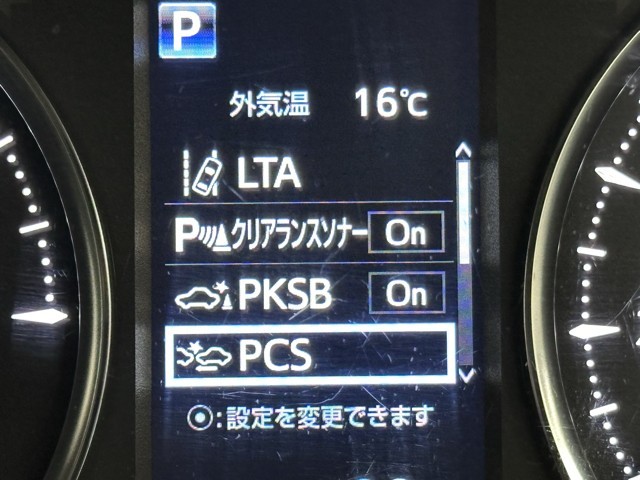 P
外気温 16℃
LTA
P クリアランスソナー On
PKSB On
PCS
⦿:設定を変更できます